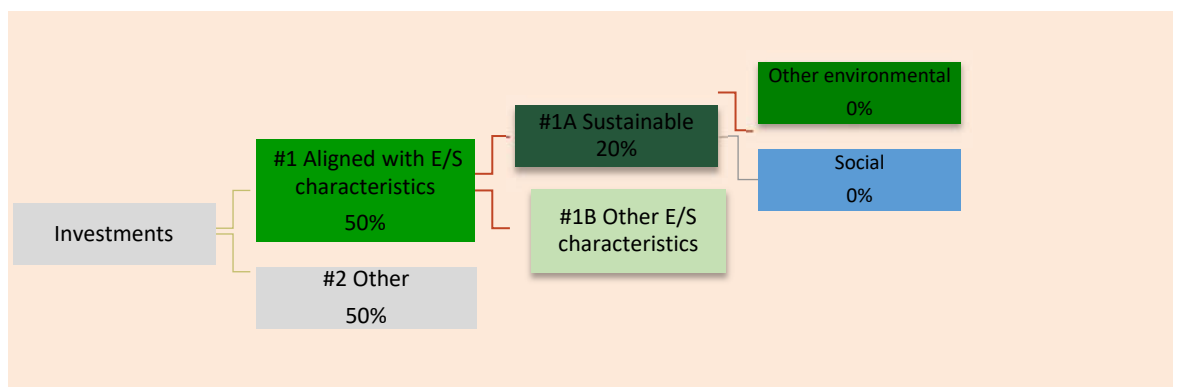 Investments
#1 Aligned with E/S
characteristics
50%
#2 Other
50%
#1A Sustainable
20%
#1B Other E/S
characteristics
Other environmental
0%
Social
0%